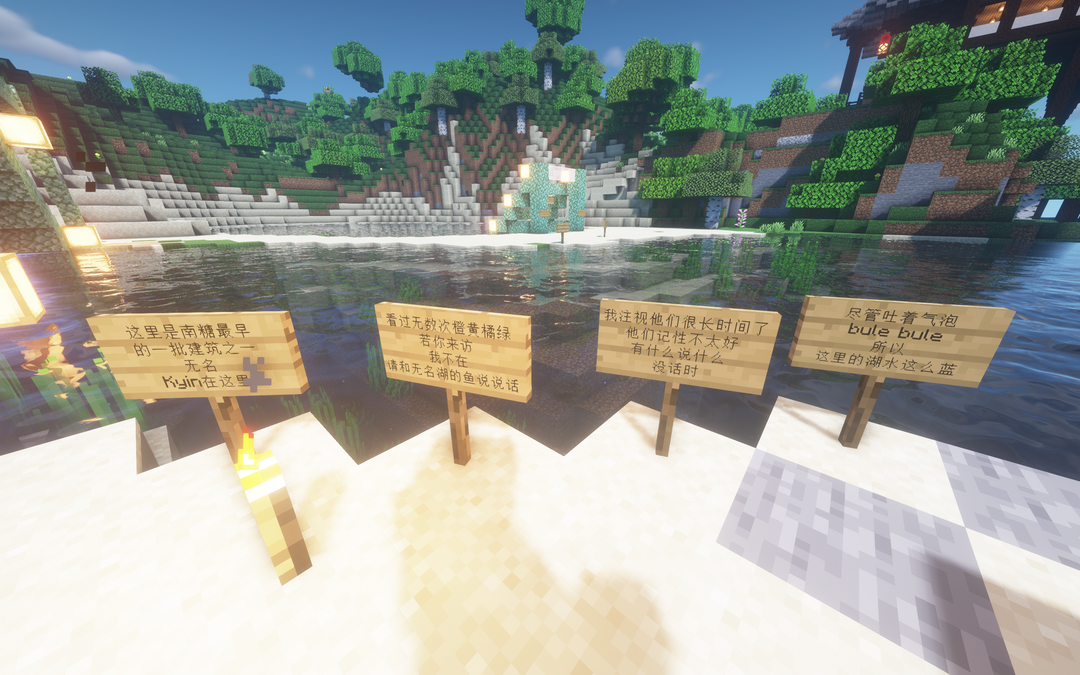 这里是南糖最早
的一批建筑之一
无名
Kyin在这里
看过无数次橙黄橘绿
若你来访
我不在
请和无名湖的鱼说说话
我注视他们很长时间了
他们记性不太好
有什么说什么
没话时
尽管吐着气泡
bule bule
所以
这里的湖水这么蓝